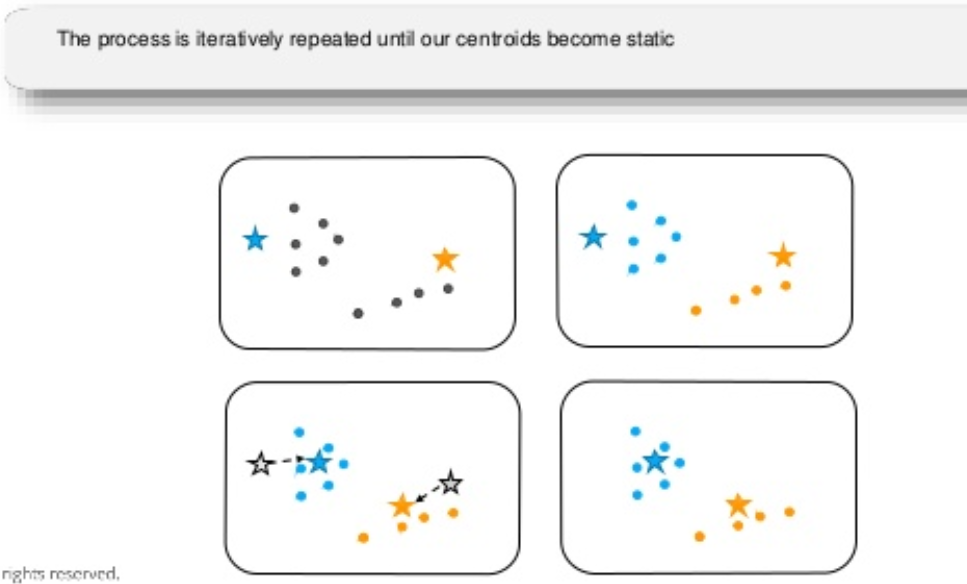 The process is iteratively repeated until our centroids become static
rights reserved.